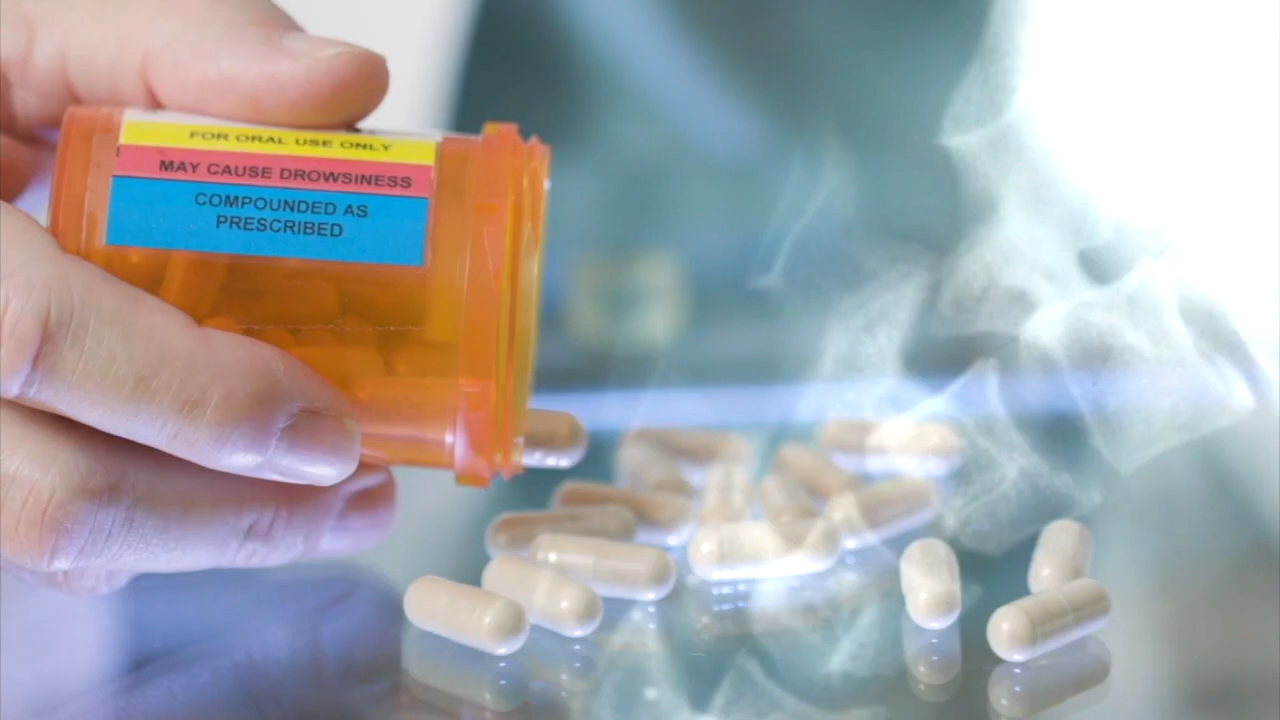 FOR ORAL USE ONLY
MAY CAUSE DROWSINESS
COMPOUNDED AS
PRESCRIBED